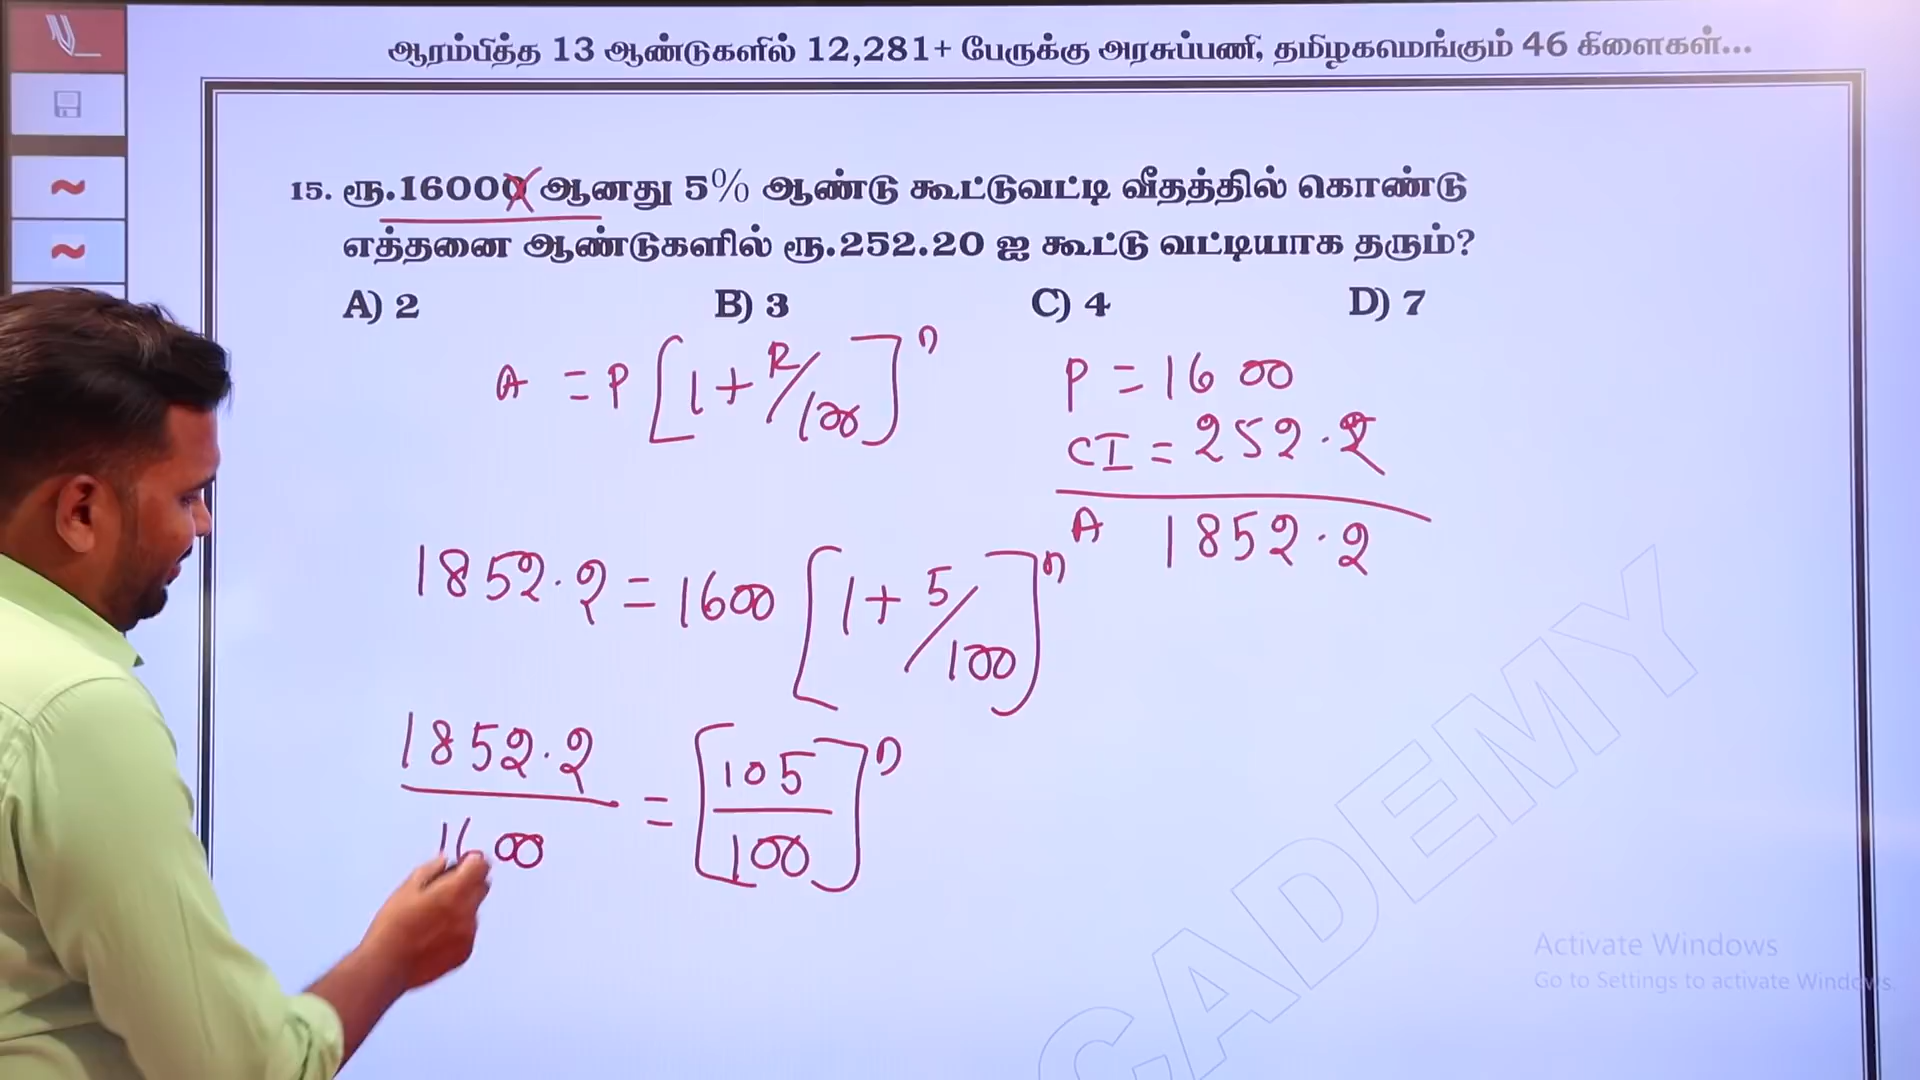 ஆரம்பித்த 13 ஆண்டுகளில் 12,281+ பேருக்கு அரசுப்பணி, தமிழகமெங்கும் 46 கிளைகள்...
15. ரூ.16000 ஆனது 5% ஆண்டு கூட்டுவட்டி வீதத்தில் கொண்டு
எத்தனை ஆண்டுகளில் ரூ.252.20 ஐ கூட்டு வட்டியாக தரும்?
A) 2 B) 3 C) 4 D) 7
A = P [1 + R/100]^n
P = 1600
CI = 252.2
A 1852.2
1852.2 = 1600 [1 + 5/100]^n
1852.2/1600 = [105/100]^n
CADEMY
Activate Windows
Go to Settings to activate Windows.